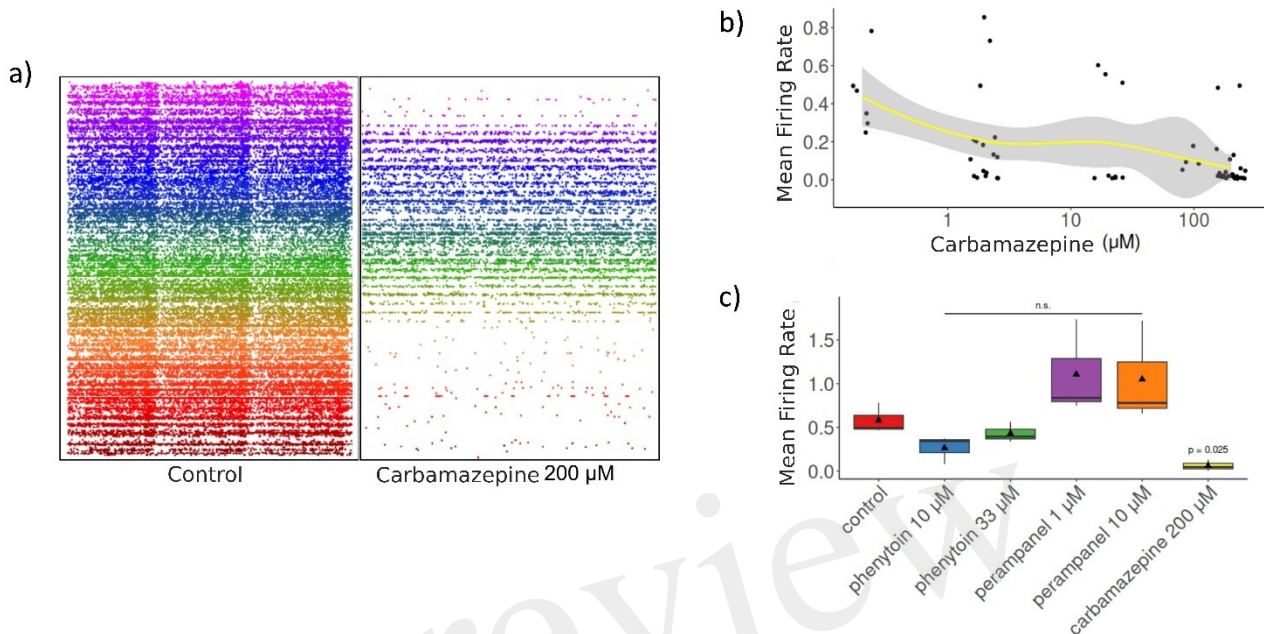 a)
Control
Carbamazepine 200 µM
b)
Mean Firing Rate
0.8
0.6
0.4
0.2
0.0
1
10
100
Carbamazepine (µM)
c)
Mean Firing Rate
1.5
1.0
0.5
0.0
n.s.
p = 0.025
control
phenytoin 10 µM
phenytoin 33 µM
perampanel 1 µM
perampanel 10 µM
carbamazepine 200 µM
review